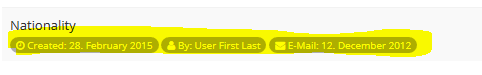 Nationality
Created: 28. February 2015 By: User First Last E-Mail: 12. December 2012